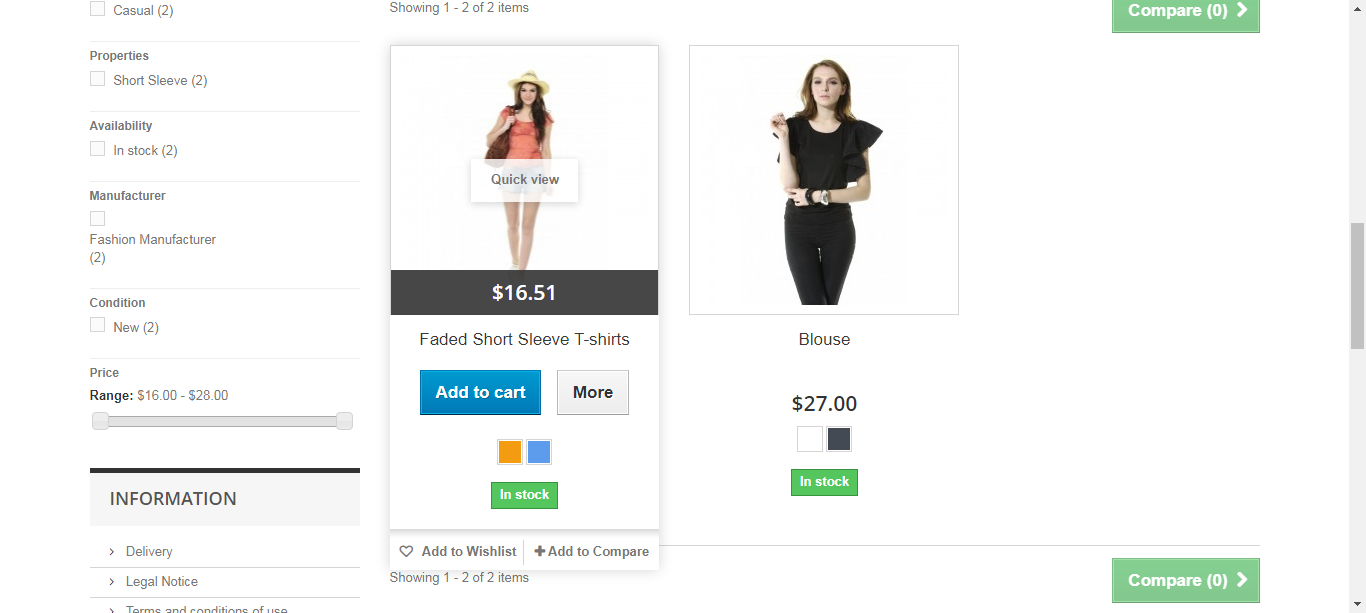 Casual (2)
Properties
Short Sleeve (2)
Availability
In stock (2)
Manufacturer
Fashion Manufacturer
(2)
Condition
New (2)
Price
Range: $16.00 - $28.00
INFORMATION
Delivery
Legal Notice
Terms and conditions of use
Showing 1 - 2 of 2 items
Compare (0)
Quick view
$16.51
Faded Short Sleeve T-shirts
Add to cart
More
In stock
Add to Wishlist
Add to Compare
Blouse
$27.00
In stock
Showing 1 - 2 of 2 items
Compare (0)